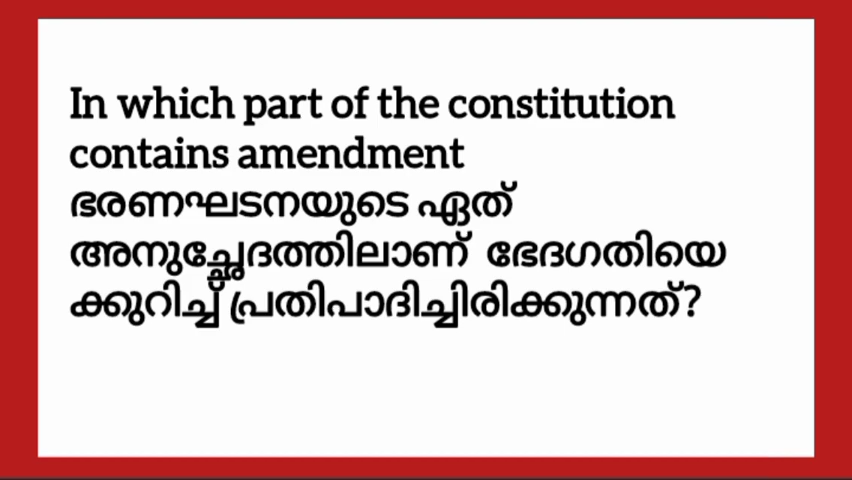 In which part of the constitution
contains amendment
ഭരണഘടനയുടെ ഏത്
അനുച്ഛേദത്തിലാണ് ഭേദഗതിയെ
ക്കുറിച്ച് പ്രതിപാദിച്ചിരിക്കുന്നത്?